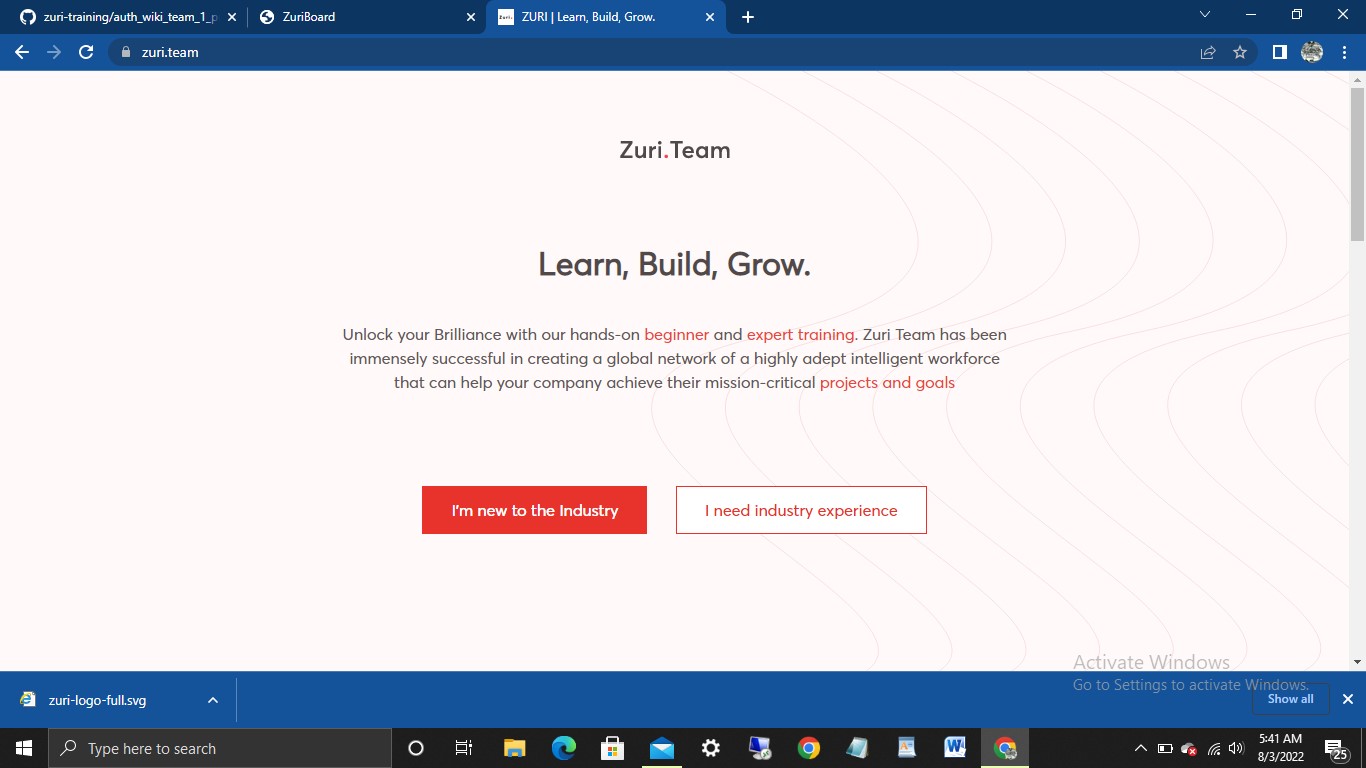 zuri-training/auth_wiki_team_1_p
ZuriBoard
ZURI | Learn, Build, Grow.
zuri.team
Zuri.Team
Learn, Build, Grow.
Unlock your Brilliance with our hands-on beginner and expert training. Zuri Team has been
immensely successful in creating a global network of a highly adept intelligent workforce
that can help your company achieve their mission-critical projects and goals
I'm new to the Industry
I need industry experience
Activate Windows
Go to Settings to activate Windows.
zuri-logo-full.svg
Show all
Type here to search
5:41 AM
8/3/2022
25